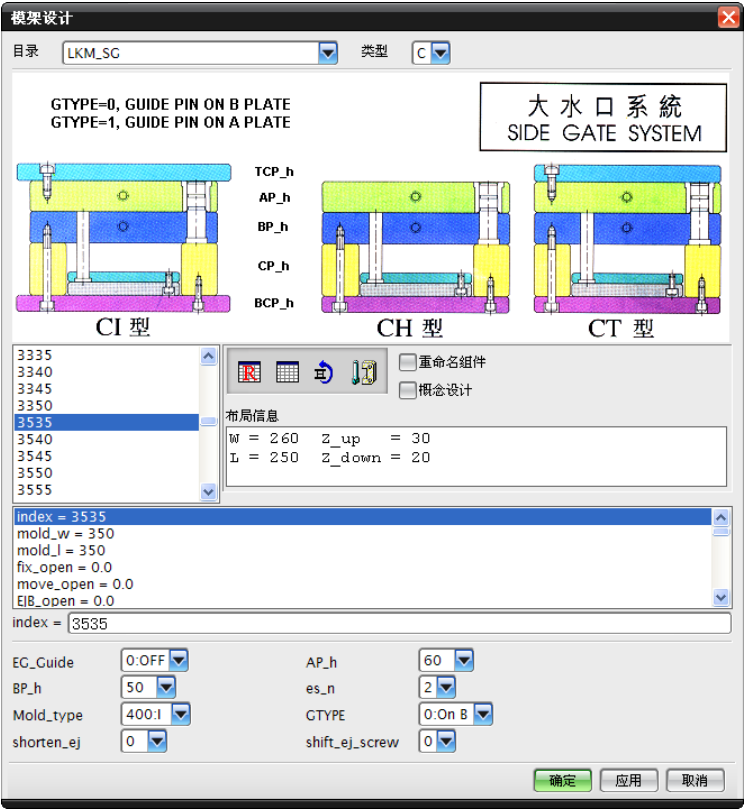 模架设计
目录 LKM_SG 类型 C
GTYPE=0, GUIDE PIN ON B PLATE
GTYPE=1, GUIDE PIN ON A PLATE
大水口系統
SIDE GATE SYSTEM
TCP_h
AP_h
BP_h
CP_h
BCP_h
CI 型
CH 型
CT 型
3335
3340
3345
3350
3535
3540
3545
3550
3555
R
重命名组件
概念设计
布局信息
W = 260 Z_up = 30
L = 250 Z_down = 20
index = 3535
mold_w = 350
mold_l = 350
fix_open = 0.0
move_open = 0.0
EJB_open = 0.0
index = 3535
EG_Guide 0:OFF AP_h 60
BP_h 50 es_n 2
Mold_type 400:I GTYPE 0:On B
shorten_ej 0 shift_ej_screw 0
确定 应用 取消